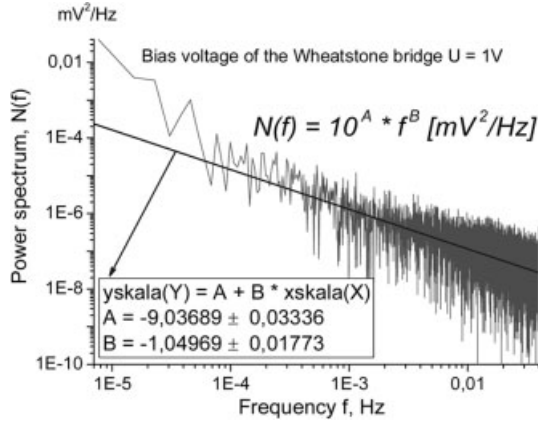 mV²/Hz
0,01
1E-4
1E-6
1E-8
1E-10
Power spectrum, N(f)
Bias voltage of the Wheatstone bridge U = 1V
N(f) = 10^A * f^B [mV²/Hz]
yskala(Y) = A + B * xskala(X)
A = -9,03689 ± 0,03336
B = -1,04969 ± 0,01773
1E-5 1E-4 1E-3 0,01
Frequency f, Hz